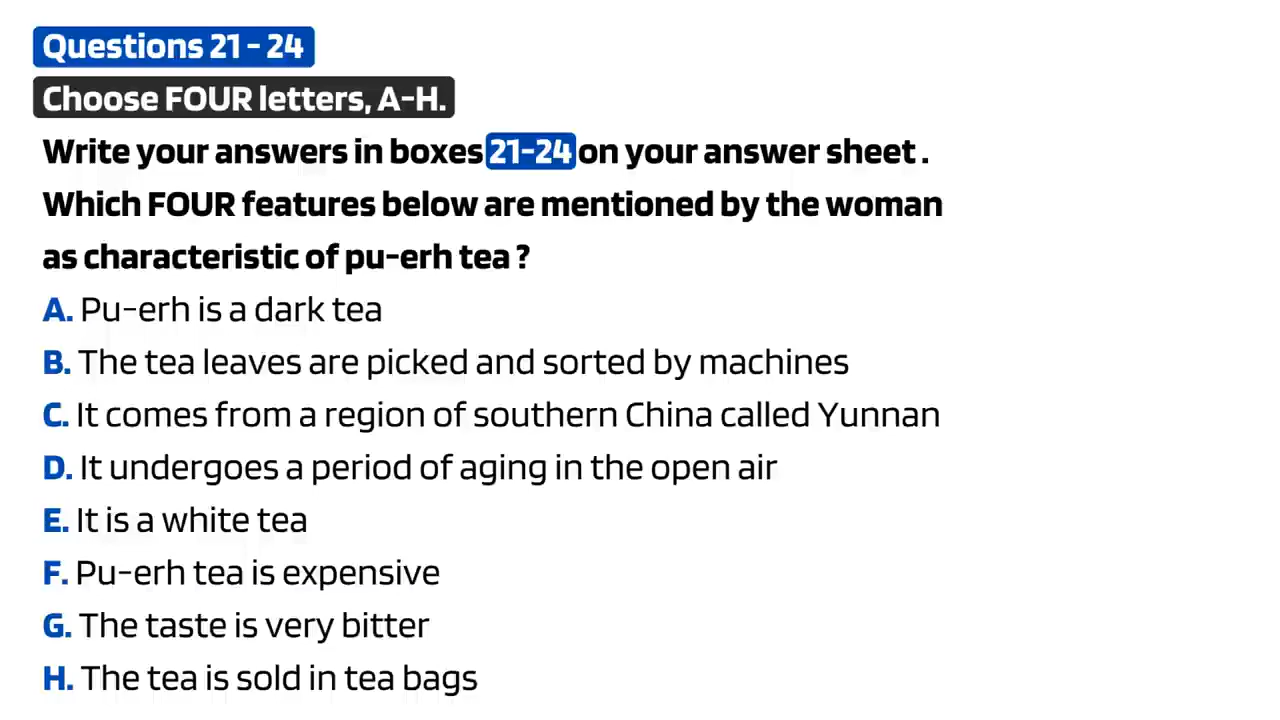 Questions 21 - 24
Choose FOUR letters, A-H.
Write your answers in boxes 21-24 on your answer sheet .
Which FOUR features below are mentioned by the woman
as characteristic of pu-erh tea ?
A. Pu-erh is a dark tea
B. The tea leaves are picked and sorted by machines
C. It comes from a region of southern China called Yunnan
D. It undergoes a period of aging in the open air
E. It is a white tea
F. Pu-erh tea is expensive
G. The taste is very bitter
H. The tea is sold in tea bags